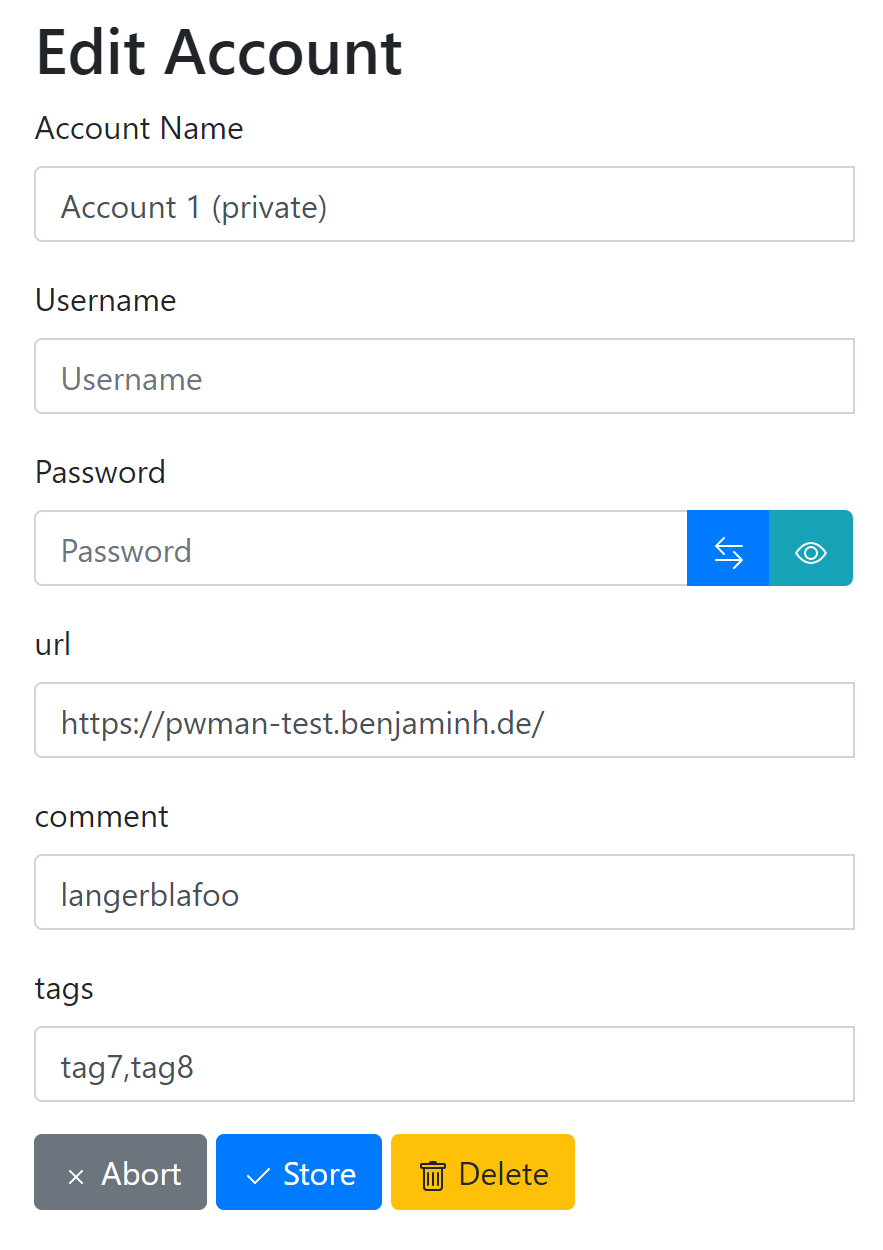 Edit Account
Account Name
Account 1 (private)
Username
Username
Password
Password
url
https://pwman-test.benjaminh.de/
comment
langerblafoo
tags
tag7,tag8
Abort Store Delete